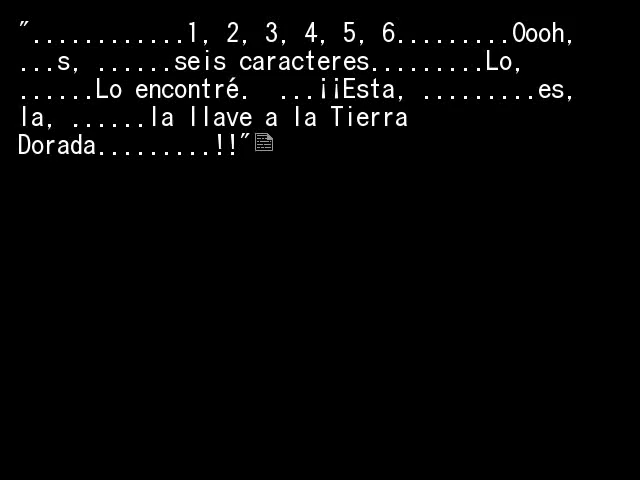 "............1, 2, 3, 4, 5, 6.........Oooh,
...s, ......seis caracteres.........Lo,
......Lo encontré.  ...¡¡Esta, .........es,
la, ......la llave a la Tierra
Dorada.........!!"